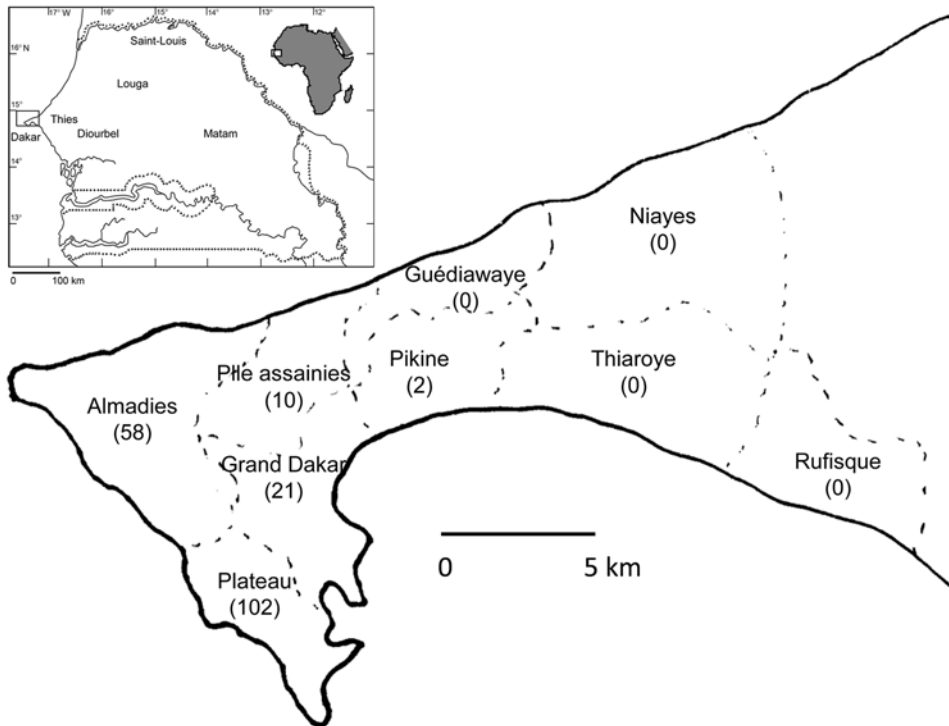 17° W 16° 15° 14° 13° 12°
16° N
15°
14°
13°
Saint-Louis
Louga
Thies
Dakar
Diourbel
Matam
0 100 km
Niayes
(0)
Guédiawaye
(0)
Pikine
(2)
Thiaroye
(0)
Plle assainies
(10)
Almadies
(58)
Grand Dakar
(21)
Rufisque
(0)
Plateau
(102)
0 5 km